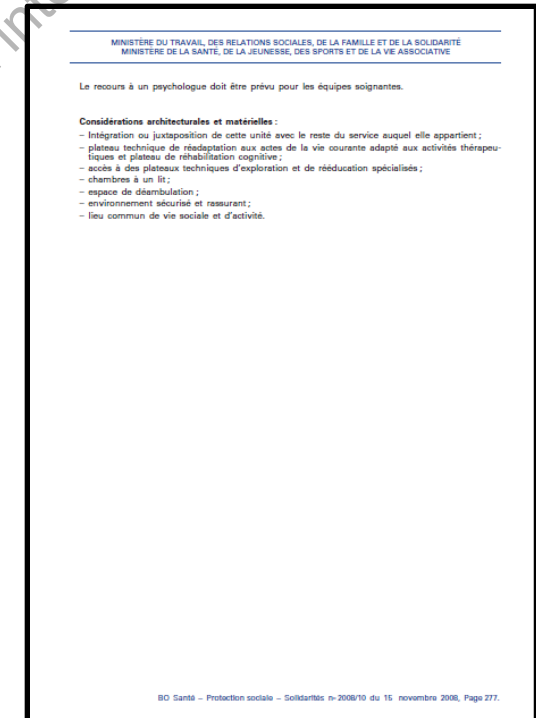 Inte
MINISTÈRE DU TRAVAIL, DES RELATIONS SOCIALES, DE LA FAMILLE ET DE LA SOLIDARITÉ
MINISTÈRE DE LA SANTÉ, DE LA JEUNESSE, DES SPORTS ET DE LA VIE ASSOCIATIVE
Le recours à un psychologue doit être prévu pour les équipes soignantes.
Considérations architecturales et matérielles :
– Intégration ou juxtaposition de cette unité avec le reste du service auquel elle appartient ;
– plateau technique de réadaptation aux actes de la vie courante adapté aux activités thérapeu-
tiques et plateau de réhabilitation cognitive ;
– accès à des plateaux techniques d'exploration et de rééducation spécialisés ;
– chambres à un lit ;
– espace de déambulation ;
– environnement sécurisé et rassurant ;
– lieu commun de vie sociale et d'activité.
BO Santé – Protection sociale – Solidarités nº 2008/10 du 15 novembre 2008, Page 277.